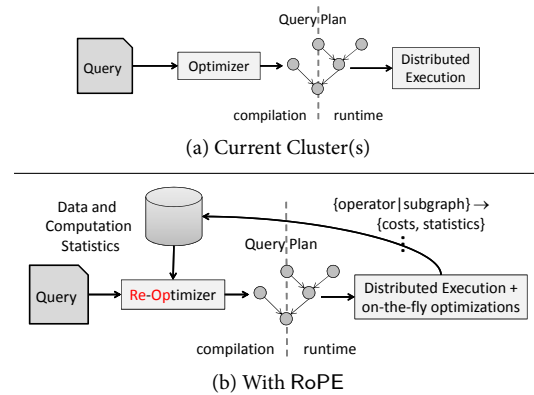 Query Plan
Query
Optimizer
Distributed
Execution
compilation
runtime
(a) Current Cluster(s)
Data and
Computation
Statistics
{operator|subgraph} →
{costs, statistics}
Query Plan
Query
Re-Optimizer
Distributed Execution +
on-the-fly optimizations
compilation
runtime
(b) With RoPE